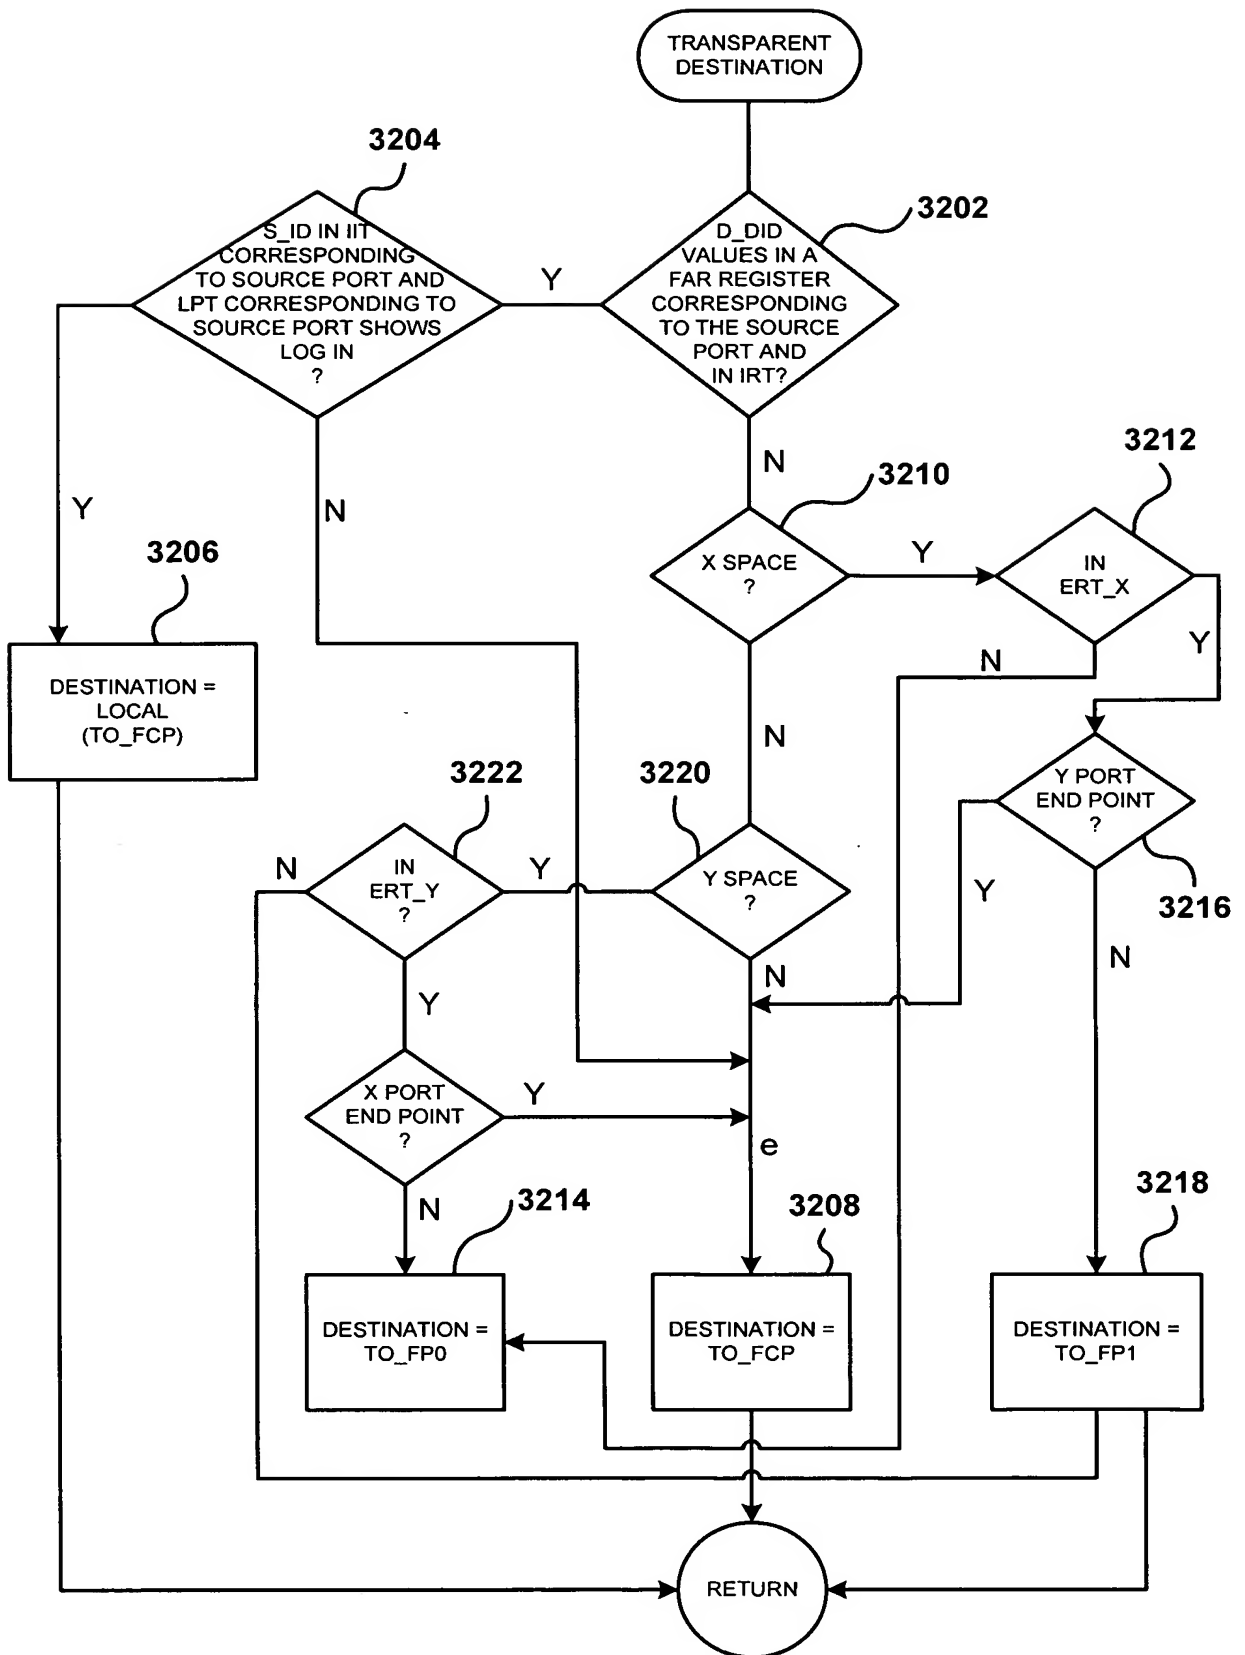 TRANSPARENT
DESTINATION
3204
3202
S_ID IN IIT
CORRESPONDING
TO SOURCE PORT AND
LPT CORRESPONDING TO
SOURCE PORT SHOWS
LOG IN
?
Y
D_DID
VALUES IN A
FAR REGISTER
CORRESPONDING
TO THE SOURCE
PORT AND
IN IRT?
N
3212
3210
Y
N
X SPACE
?
Y
IN
ERT_X
3206
Y
N
DESTINATION =
LOCAL
(TO_FCP)
N
3222
3220
Y PORT
END POINT
?
N
IN
ERT_Y
?
Y
Y SPACE
?
Y
3216
N
N
Y
X PORT
END POINT
?
Y
e
N
3214
3208
3218
DESTINATION =
TO_FP0
DESTINATION =
TO_FCP
DESTINATION =
TO_FP1
RETURN